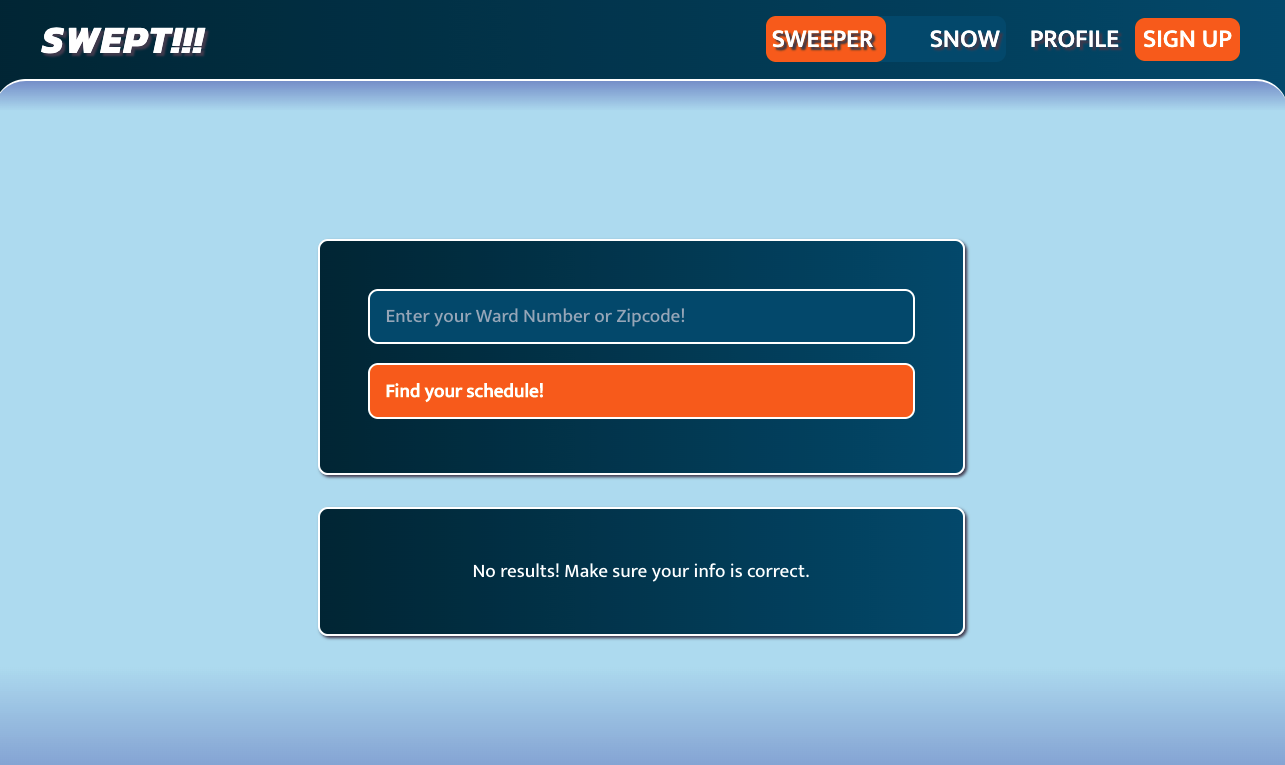 SWEPT!!!
SWEEPER SNOW PROFILE SIGN UP
Enter your Ward Number or Zipcode!
Find your schedule!
No results! Make sure your info is correct.